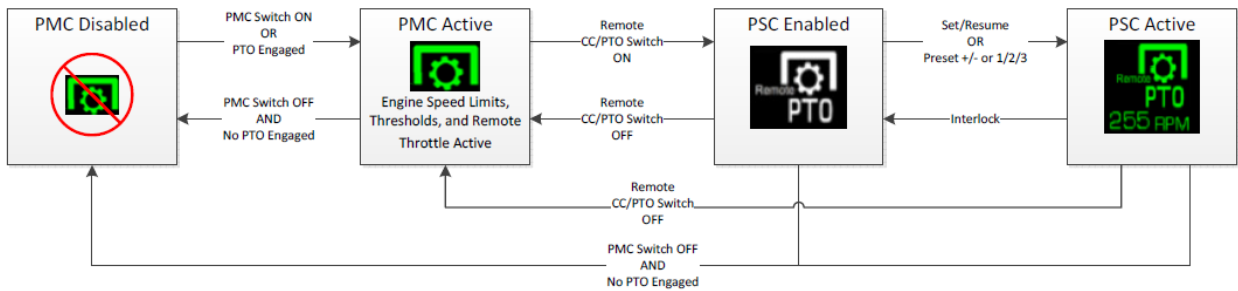 PMC Disabled
PMC Switch ON
OR
PTO Engaged
PMC Switch OFF
AND
No PTO Engaged
PMC Active
Engine Speed Limits,
Thresholds, and Remote
Throttle Active
Remote
CC/PTO Switch
ON
Remote
CC/PTO Switch
OFF
PSC Enabled
Remote
PTO
Set/Resume
OR
Preset +/- or 1/2/3
Interlock
PSC Active
Remote
PTO
255 RPM
Remote
CC/PTO Switch
OFF
PMC Switch OFF
AND
No PTO Engaged